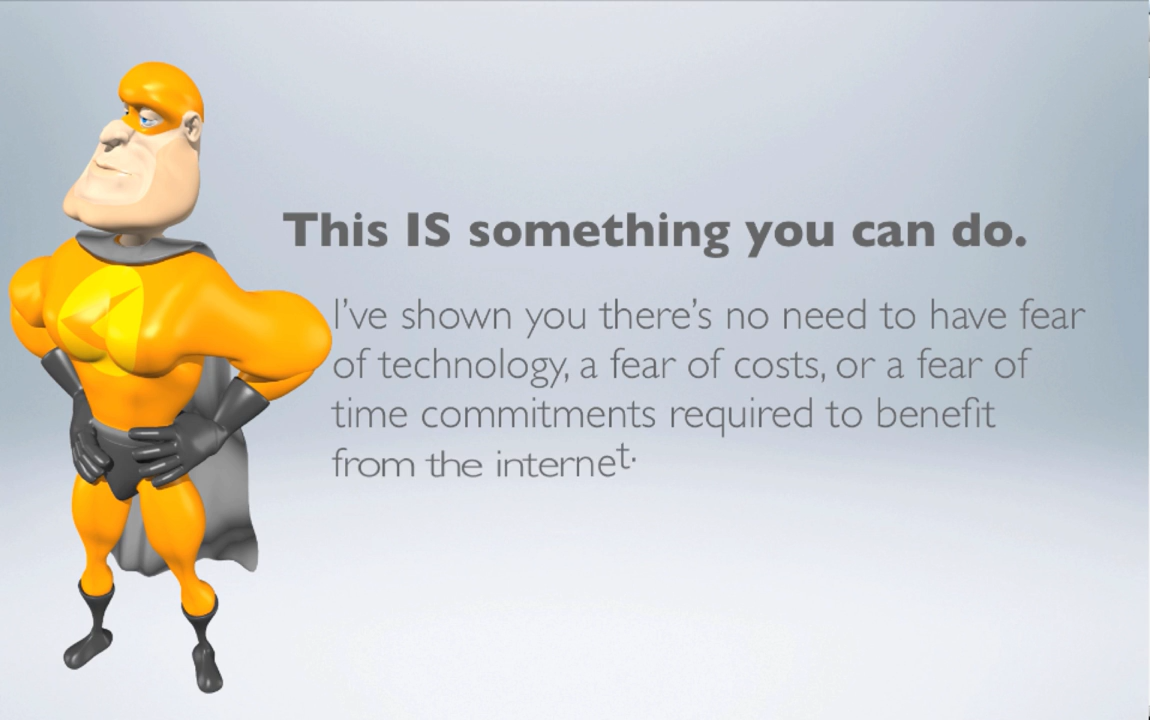 This IS something you can do.
I've shown you there's no need to have fear
of technology, a fear of costs, or a fear of
time commitments required to benefit
from the internet.